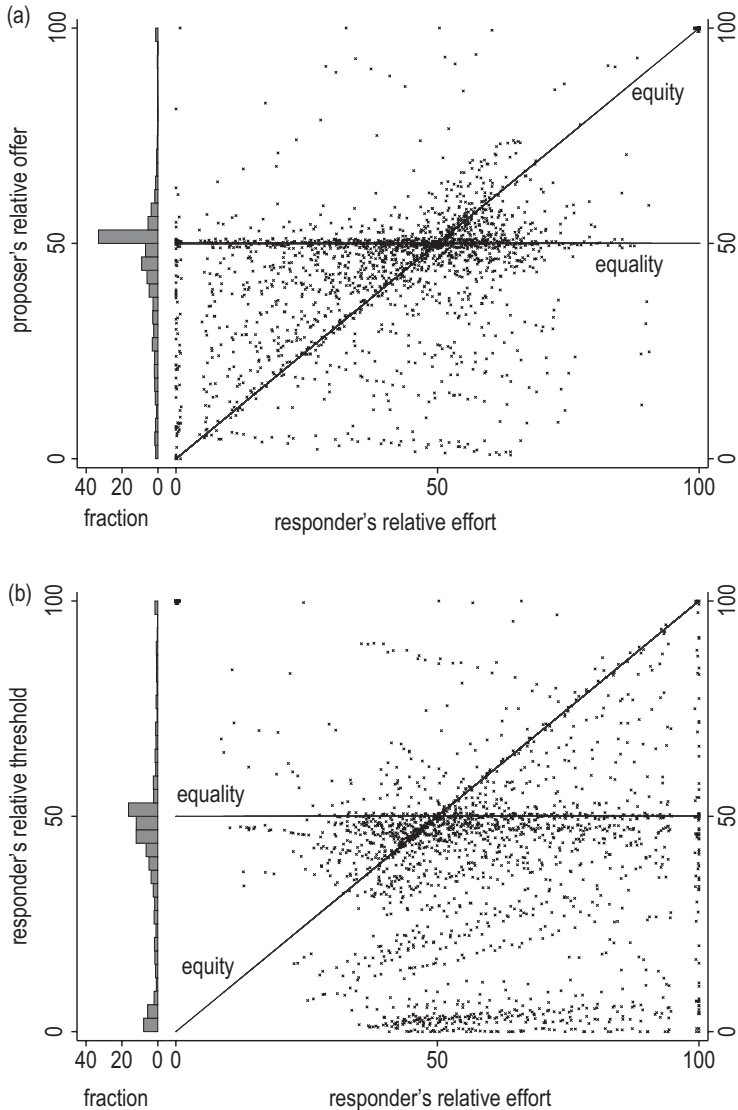 (a)
100
100
equity
proposer's relative offer
50
50
equality
0
0
40
20
0
0
50
100
fraction
responder's relative effort
(b)
100
100
responder's relative threshold
equality
50
50
equity
0
0
40
20
0
0
50
100
fraction
responder's relative effort